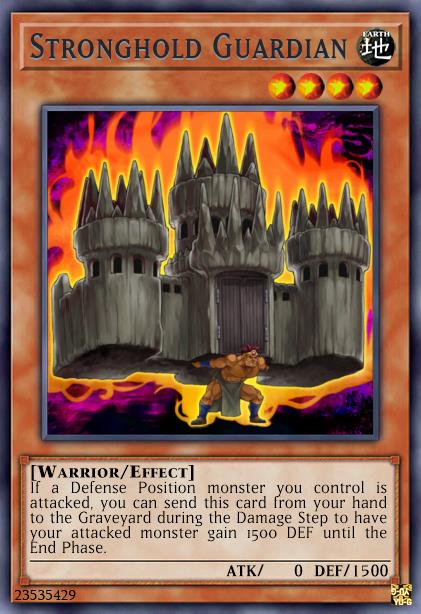 Stronghold Guardian
EARTH
地
[Warrior/Effect]
If a Defense Position monster you control is
attacked, you can send this card from your hand
to the Graveyard during the Damage Step to have
your attacked monster gain 1500 DEF until the
End Phase.
ATK/ 0 DEF/1500
23535429